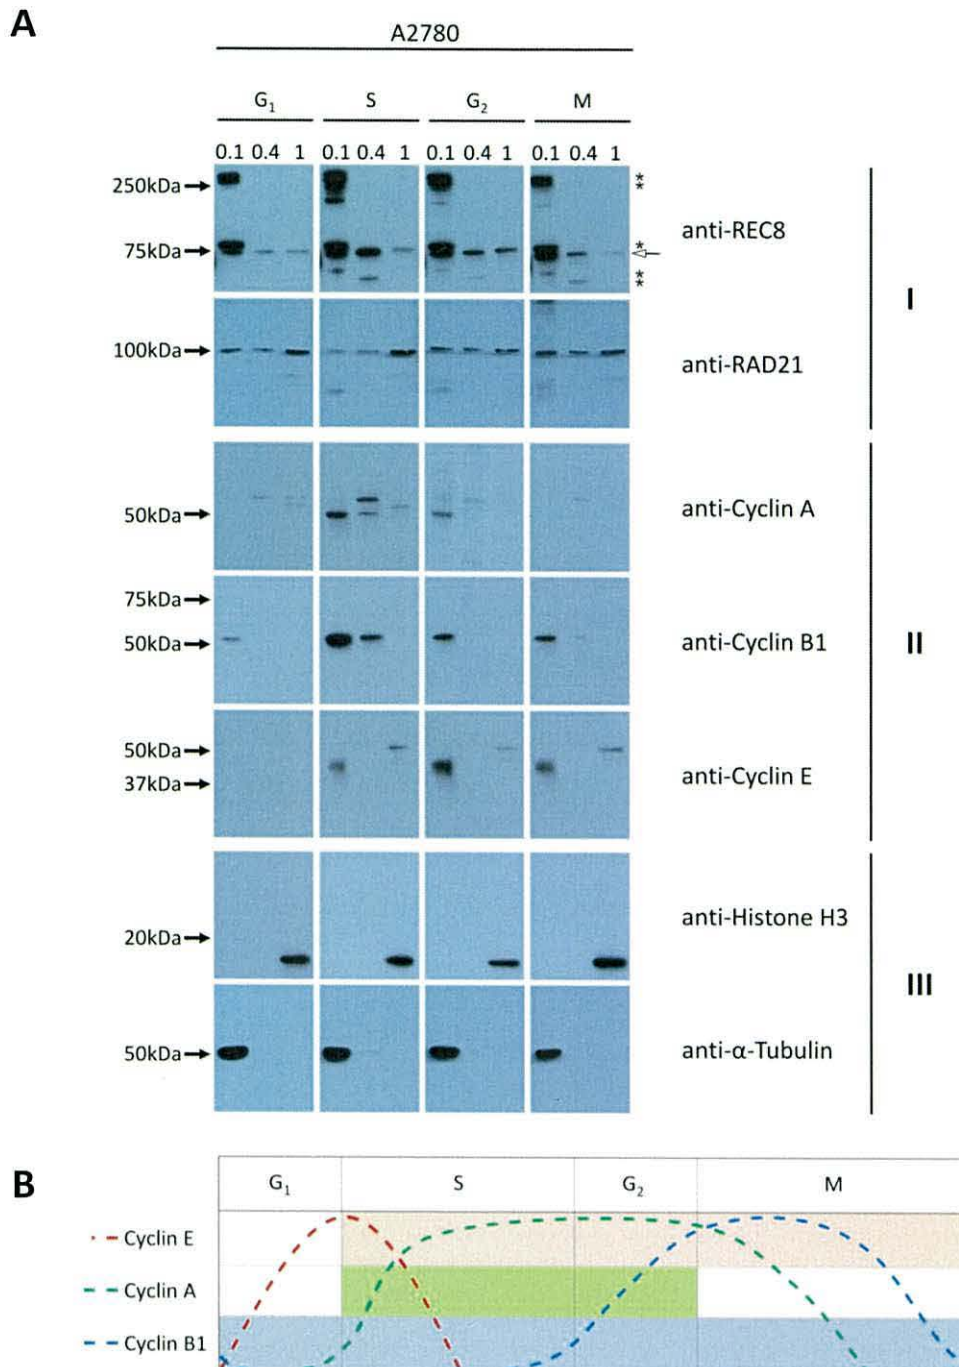 A
A2780
G₁ S G₂ M
0.1 0.4 1 0.1 0.4 1 0.1 0.4 1 0.1 0.4 1
250kDa
*
*
anti-REC8
75kDa
*
*
*
I
100kDa
anti-RAD21
50kDa
anti-Cyclin A
75kDa
50kDa
anti-Cyclin B1
II
50kDa
37kDa
anti-Cyclin E
20kDa
anti-Histone H3
III
50kDa
anti-α-Tubulin
B
G₁ S G₂ M
Cyclin E
Cyclin A
Cyclin B1